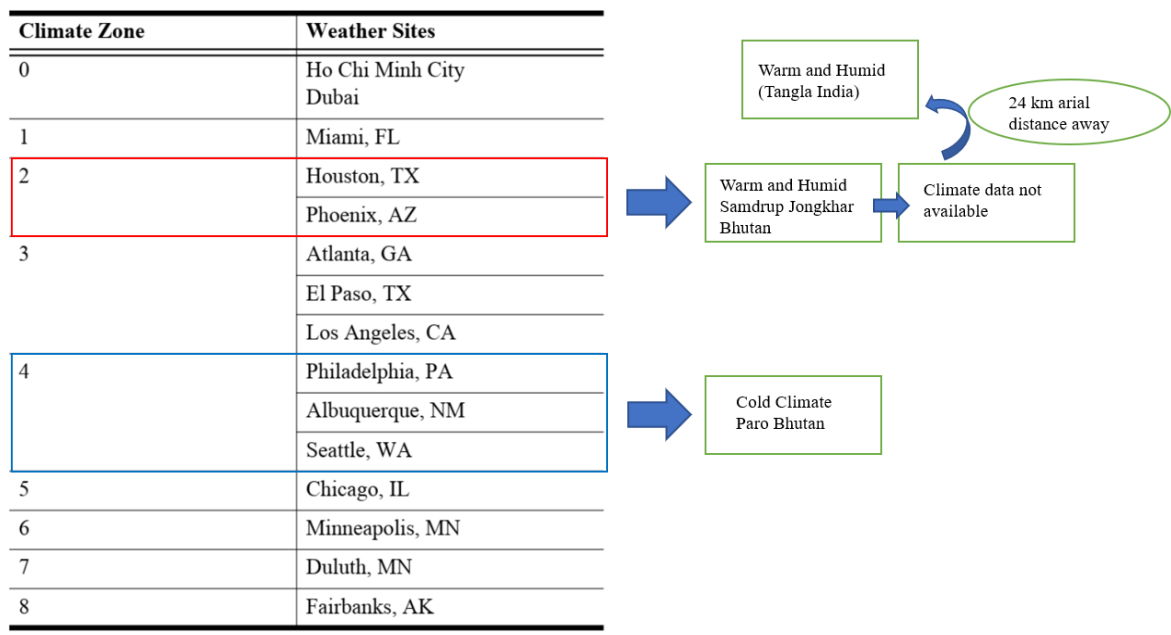 Climate Zone Weather Sites
0 Ho Chi Minh City
Dubai
1 Miami, FL
2 Houston, TX
Phoenix, AZ
3 Atlanta, GA
El Paso, TX
Los Angeles, CA
4 Philadelphia, PA
Albuquerque, NM
Seattle, WA
5 Chicago, IL
6 Minneapolis, MN
7 Duluth, MN
8 Fairbanks, AK
Warm and Humid
(Tangla India)
24 km arial
distance away
Warm and Humid
Samdrup Jongkhar
Bhutan
Climate data not
available
Cold Climate
Paro Bhutan